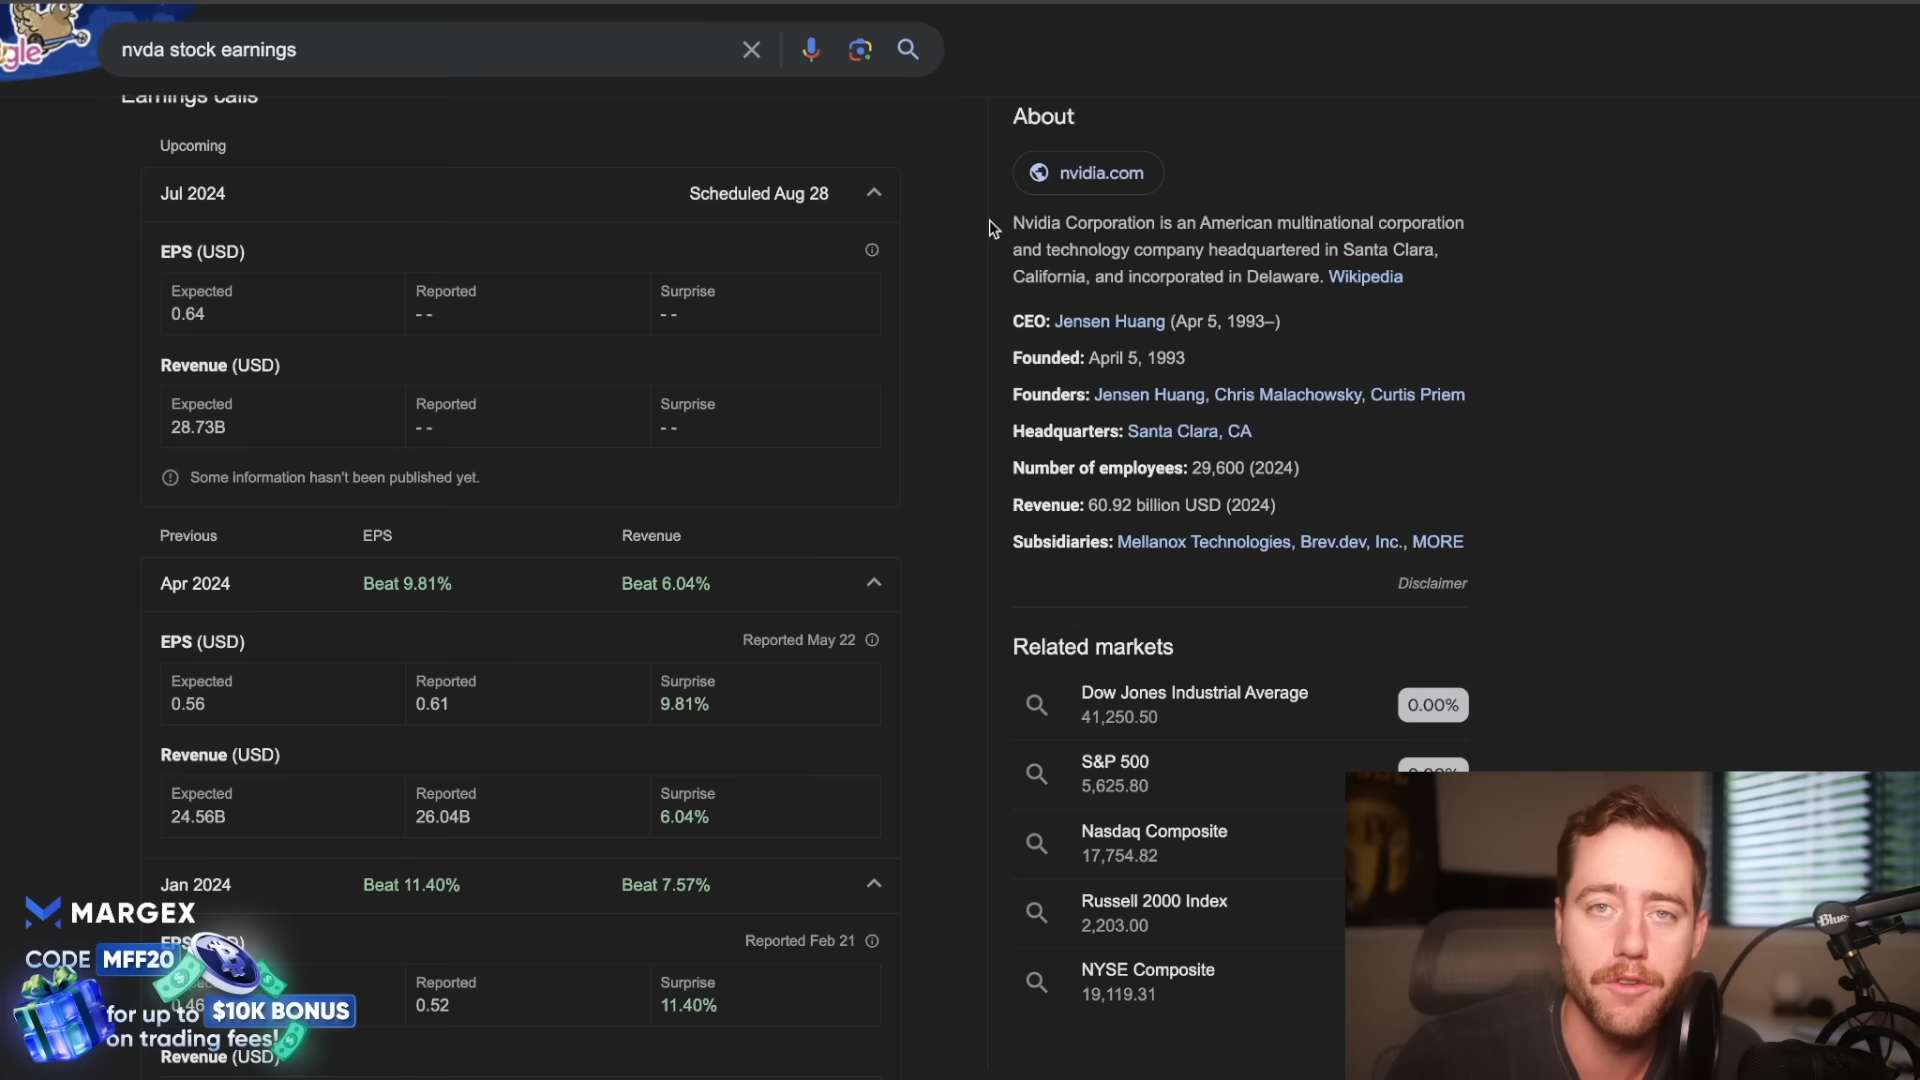 gle
nvda stock earnings
Earnings calls
Upcoming
Jul 2024
Scheduled Aug 28
EPS (USD)
Expected
Reported
Surprise
0.64
- -
- -
Revenue (USD)
Expected
Reported
Surprise
28.73B
- -
- -
Some information hasn't been published yet.
Previous
EPS
Revenue
Apr 2024
Beat 9.81%
Beat 6.04%
EPS (USD)
Reported May 22
Expected
Reported
Surprise
0.56
0.61
9.81%
Revenue (USD)
Expected
Reported
Surprise
24.56B
26.04B
6.04%
Jan 2024
Beat 11.40%
Beat 7.57%
Reported Feb 21
Reported
Surprise
0.46
0.52
11.40%
Revenue (USD)
MARGEX
CODE MFF20
for up to $10K BONUS
on trading fees!
About
nvidia.com
Nvidia Corporation is an American multinational corporation
and technology company headquartered in Santa Clara,
California, and incorporated in Delaware. Wikipedia
CEO: Jensen Huang (Apr 5, 1993–)
Founded: April 5, 1993
Founders: Jensen Huang, Chris Malachowsky, Curtis Priem
Headquarters: Santa Clara, CA
Number of employees: 29,600 (2024)
Revenue: 60.92 billion USD (2024)
Subsidiaries: Mellanox Technologies, Brev.dev, Inc., MORE
Disclaimer
Related markets
Dow Jones Industrial Average
41,250.50
0.00%
S&P 500
5,625.80
Nasdaq Composite
17,754.82
Russell 2000 Index
2,203.00
NYSE Composite
19,119.31
Blue